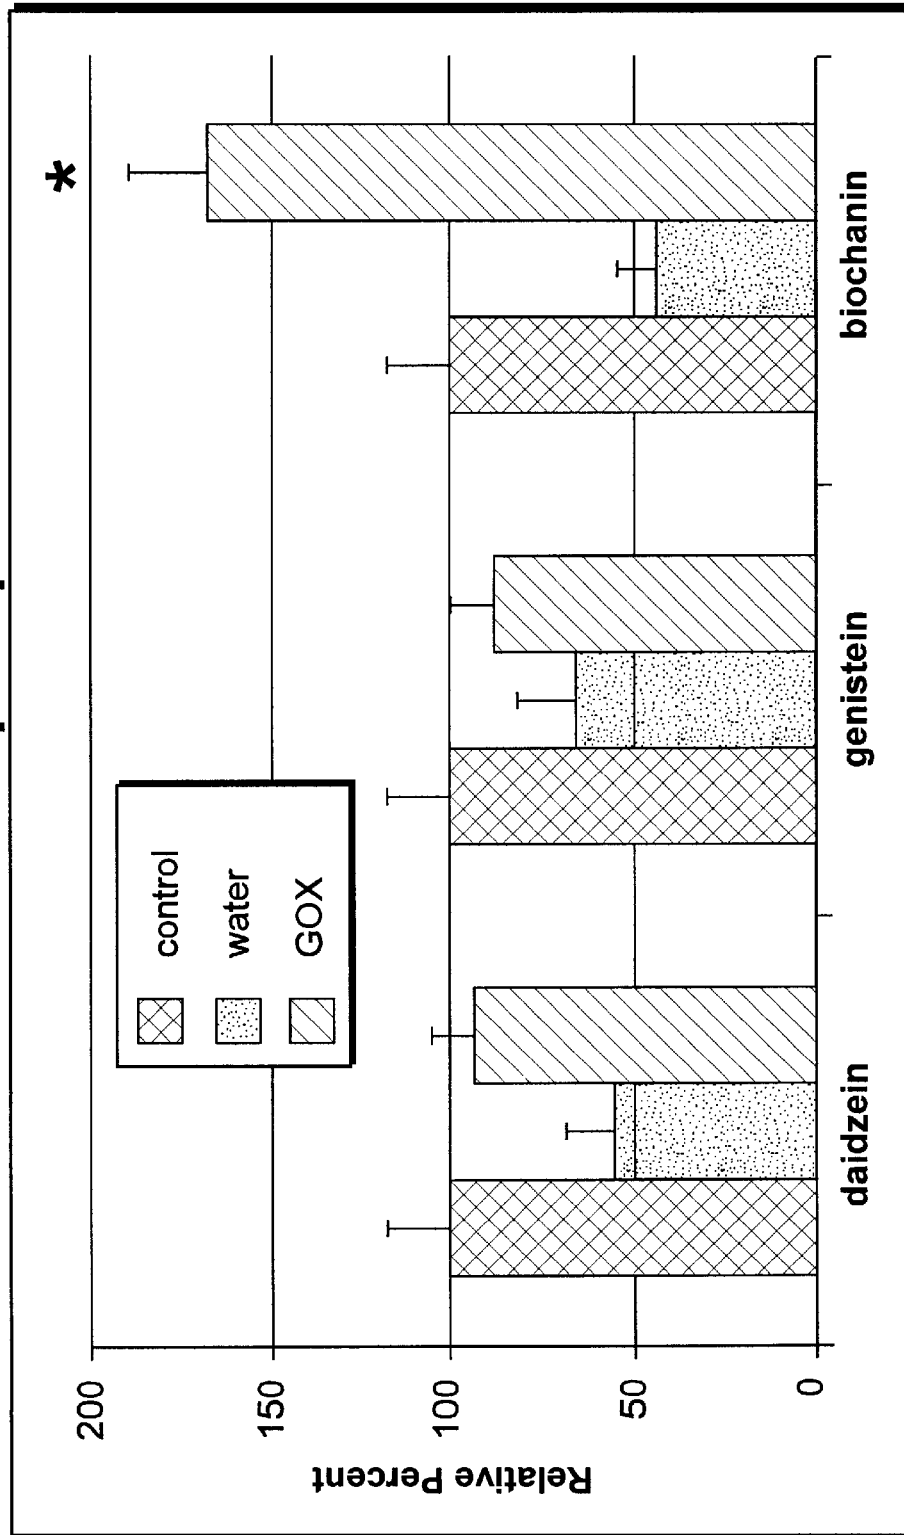 Relative Percent
200
150
100
50
0
control
water
GOX
*
daidzein
genistein
biochanin